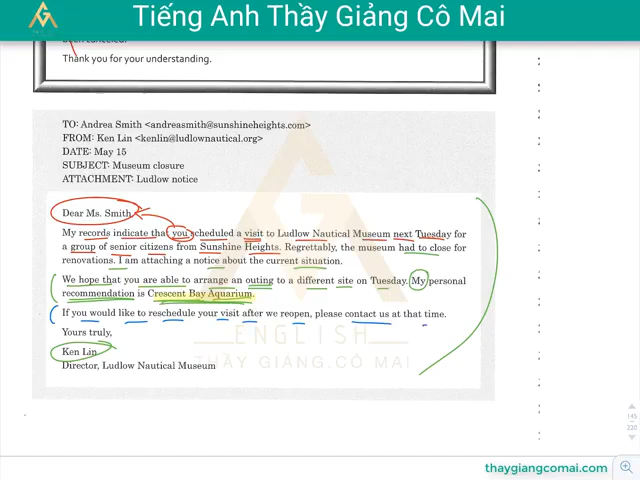 Tiếng Anh Thầy Giảng Cô Mai
been canceled.
Thank you for your understanding.
TO: Andrea Smith <andreasmith@sunshineheights.com>
FROM: Ken Lin <kenlin@ludlownautical.org>
DATE: May 15
SUBJECT: Museum closure
ATTACHMENT: Ludlow notice
Dear Ms. Smith
My records indicate that you scheduled a visit to Ludlow Nautical Museum next Tuesday for
a group of senior citizens from Sunshine Heights. Regrettably, the museum had to close for
renovations. I am attaching a notice about the current situation.
We hope that you are able to arrange an outing to a different site on Tuesday. My personal
recommendation is Crescent Bay Aquarium.
If you would like to reschedule your visit after we reopen, please contact us at that time.
Yours truly,
ENGLISH
Ken Lin
THẦY GIẢNG.CÔ MAI
Director, Ludlow Nautical Museum
145
220
thaygiangcomai.com